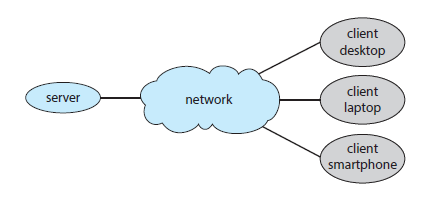 client
desktop
server
network
client
laptop
client
smartphone